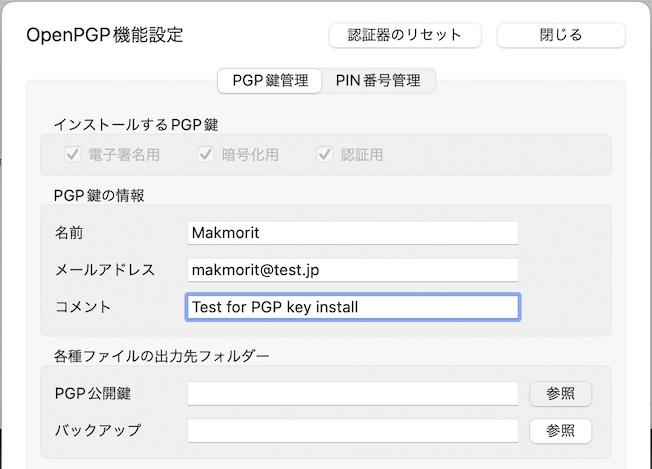 OpenPGP機能設定 認証器のリセット 閉じる
PGP鍵管理 PIN番号管理
インストールするPGP鍵
電子署名用 暗号化用 認証用
PGP鍵の情報
名前 Makmorit
メールアドレス makmorit@test.jp
コメント Test for PGP key install
各種ファイルの出力先フォルダー
PGP公開鍵 参照
バックアップ 参照